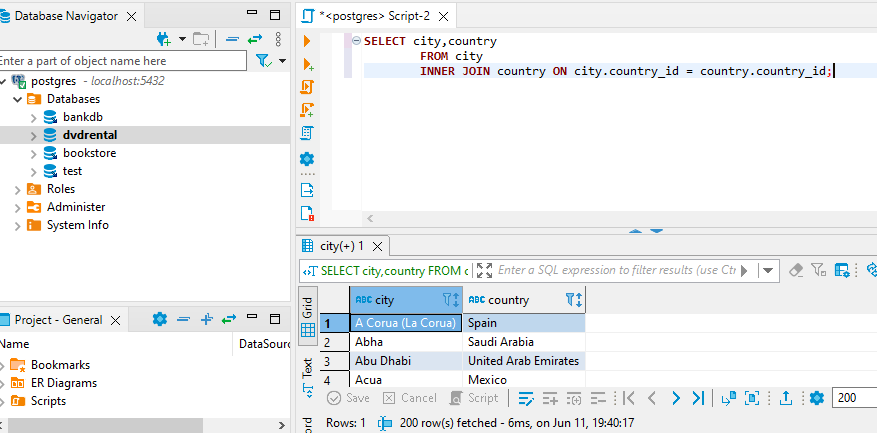 Database Navigator
Enter a part of object name here
postgres - localhost:5432
Databases
bankdb
dvdrental
bookstore
test
Roles
Administer
System Info
Project - General
Name
DataSourc
Bookmarks
ER Diagrams
Scripts
*<postgres> Script-2
SELECT city,country
FROM city
INNER JOIN country ON city.country_id = country.country_id;
city(+) 1
SELECT city,country FROM c
Enter a SQL expression to filter results (use Ctr
Grid
Text
ord
ABC city
ABC country
1 A Corua (La Corua) Spain
2 Abha Saudi Arabia
3 Abu Dhabi United Arab Emirates
4 Acua Mexico
Save Cancel Script 200
Rows: 1 200 row(s) fetched - 6ms, on Jun 11, 19:40:17